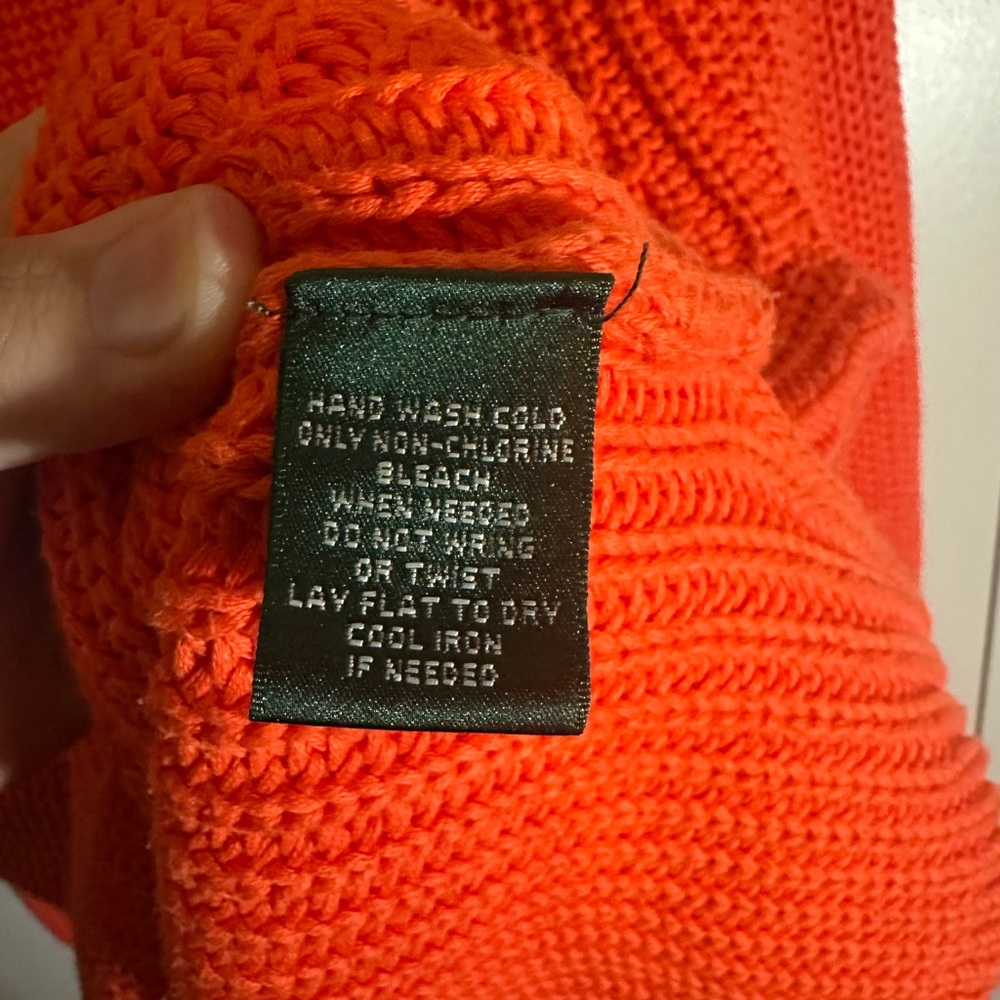 HAND WASH COLD
ONLY NON-CHLORINE
BLEACH
WHEN NEEDED
DO NOT WRING
OR TWIST
LAY FLAT TO DRY
COOL IRON
IF NEEDED